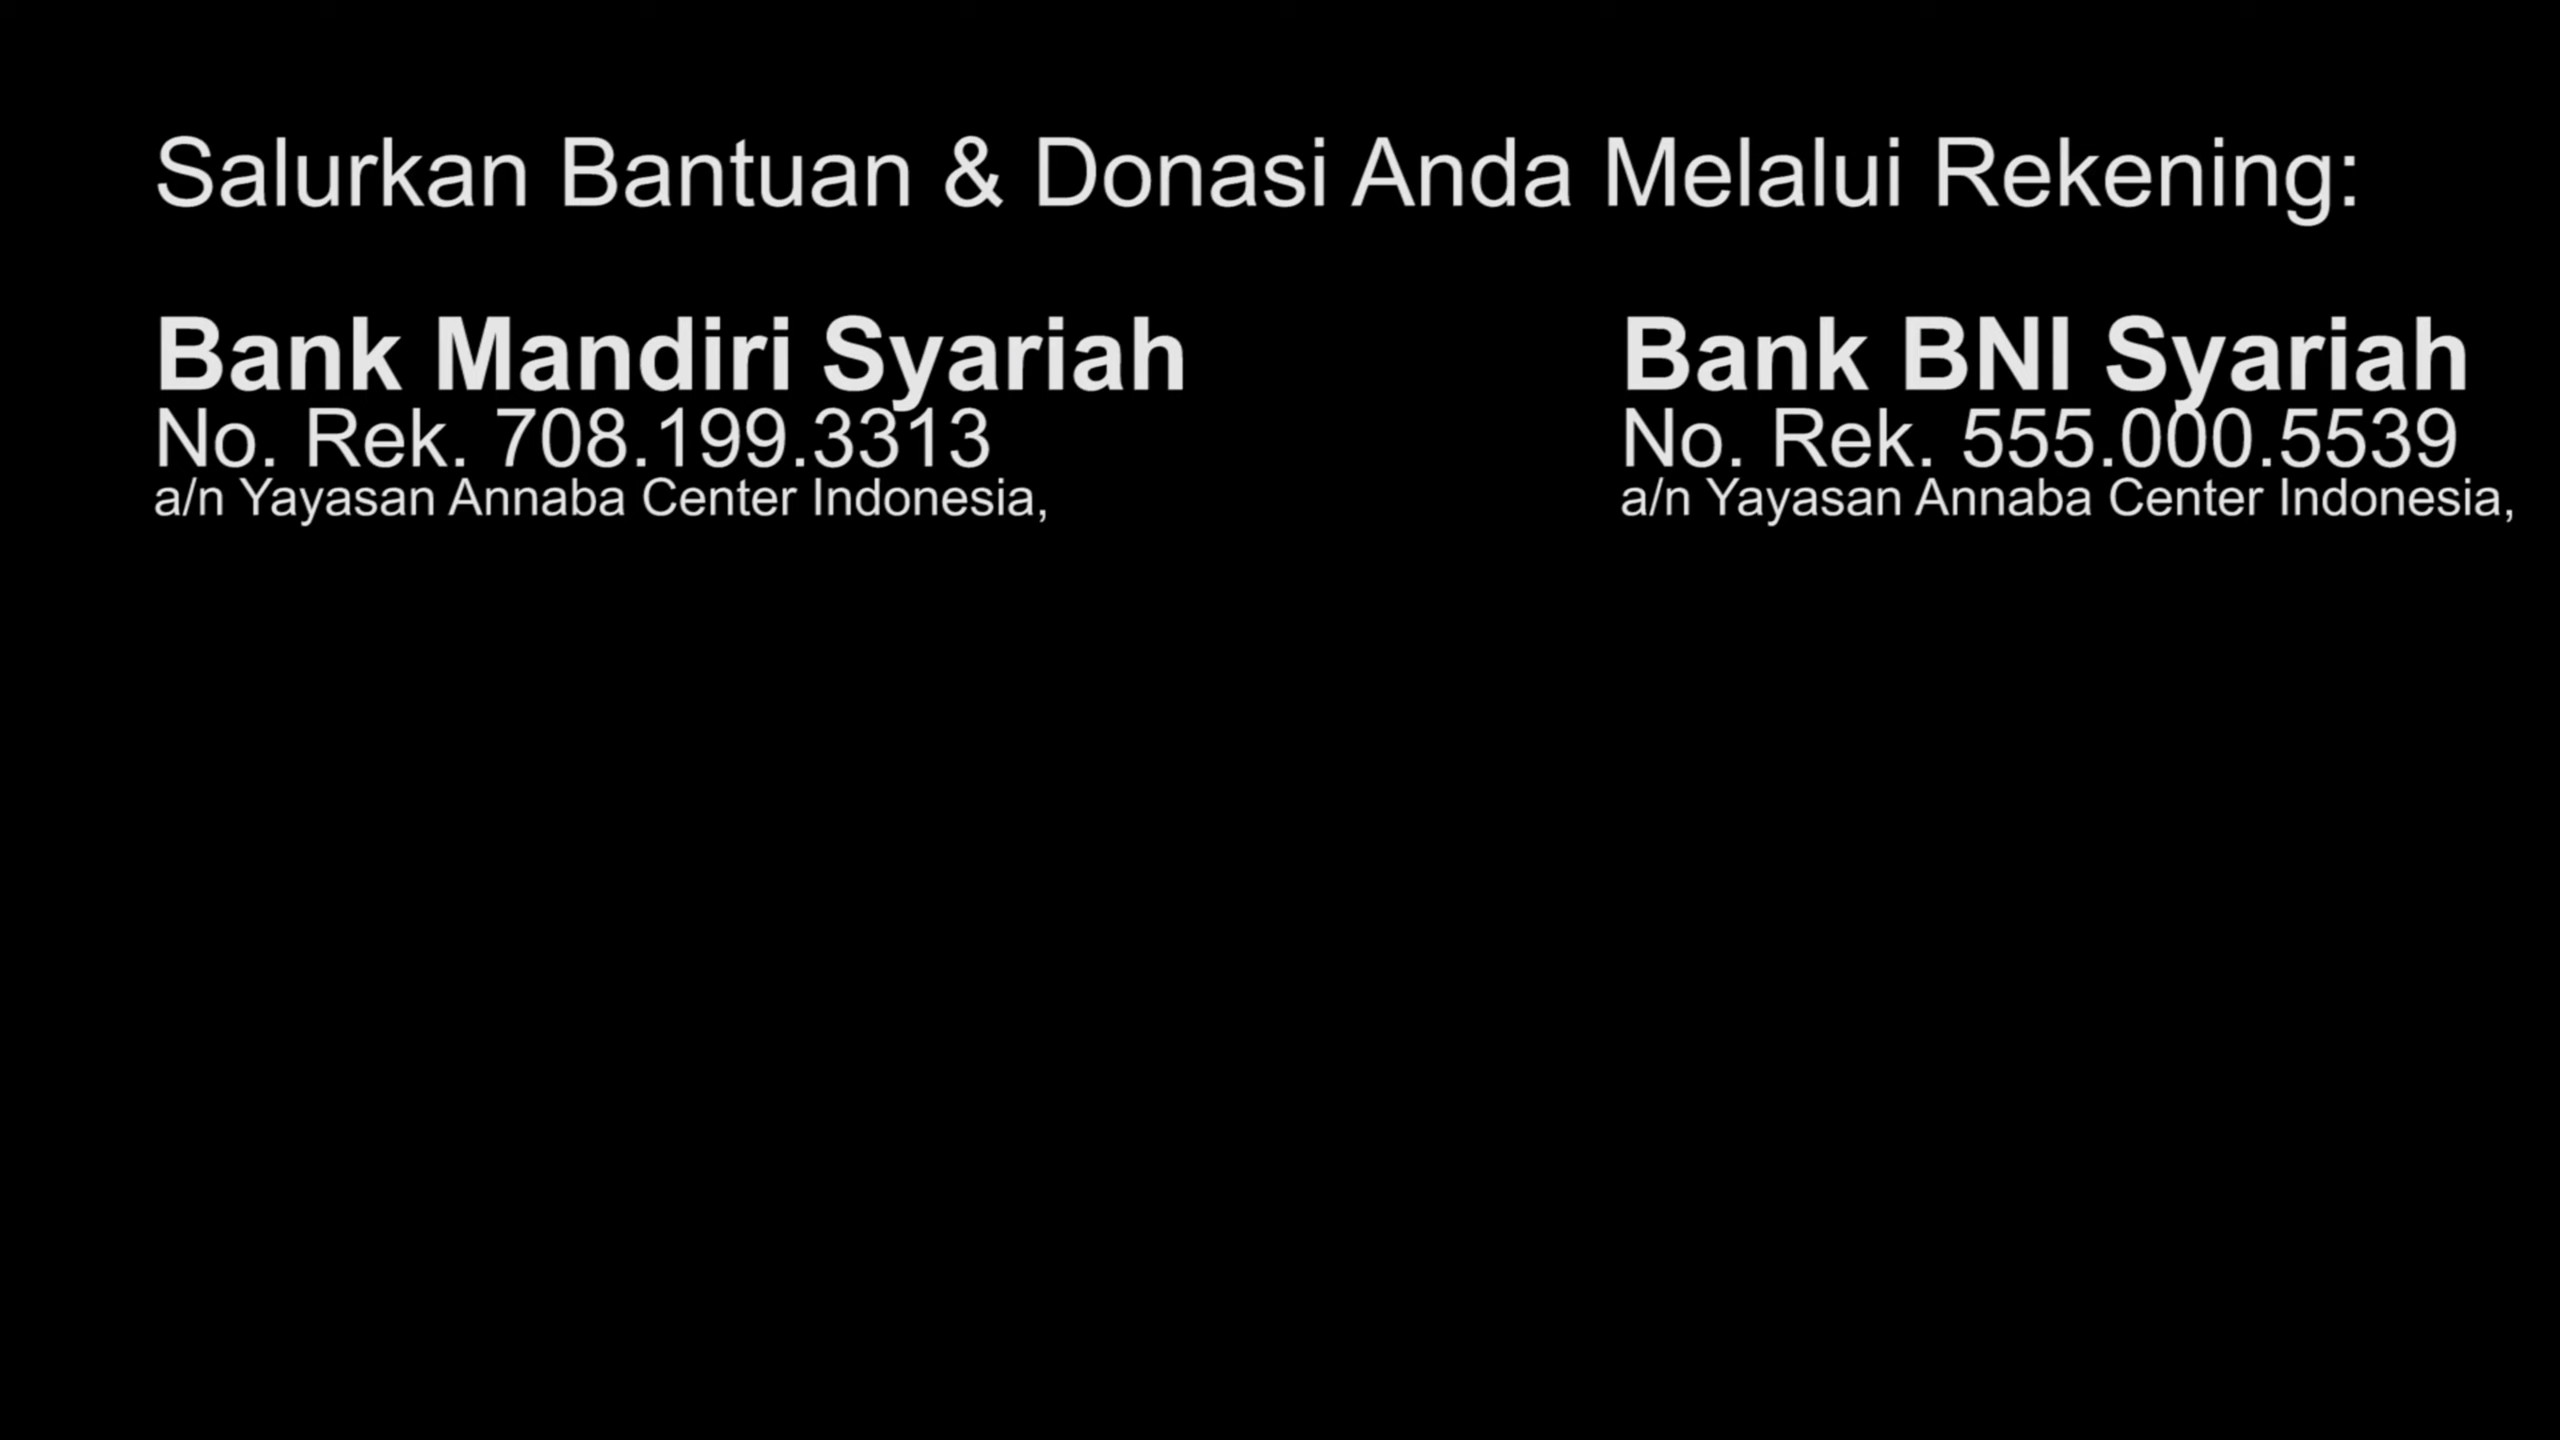 Salurkan Bantuan & Donasi Anda Melalui Rekening:
Bank Mandiri Syariah
No. Rek. 708.199.3313
a/n Yayasan Annaba Center Indonesia,
Bank BNI Syariah
No. Rek. 555.000.5539
a/n Yayasan Annaba Center Indonesia,